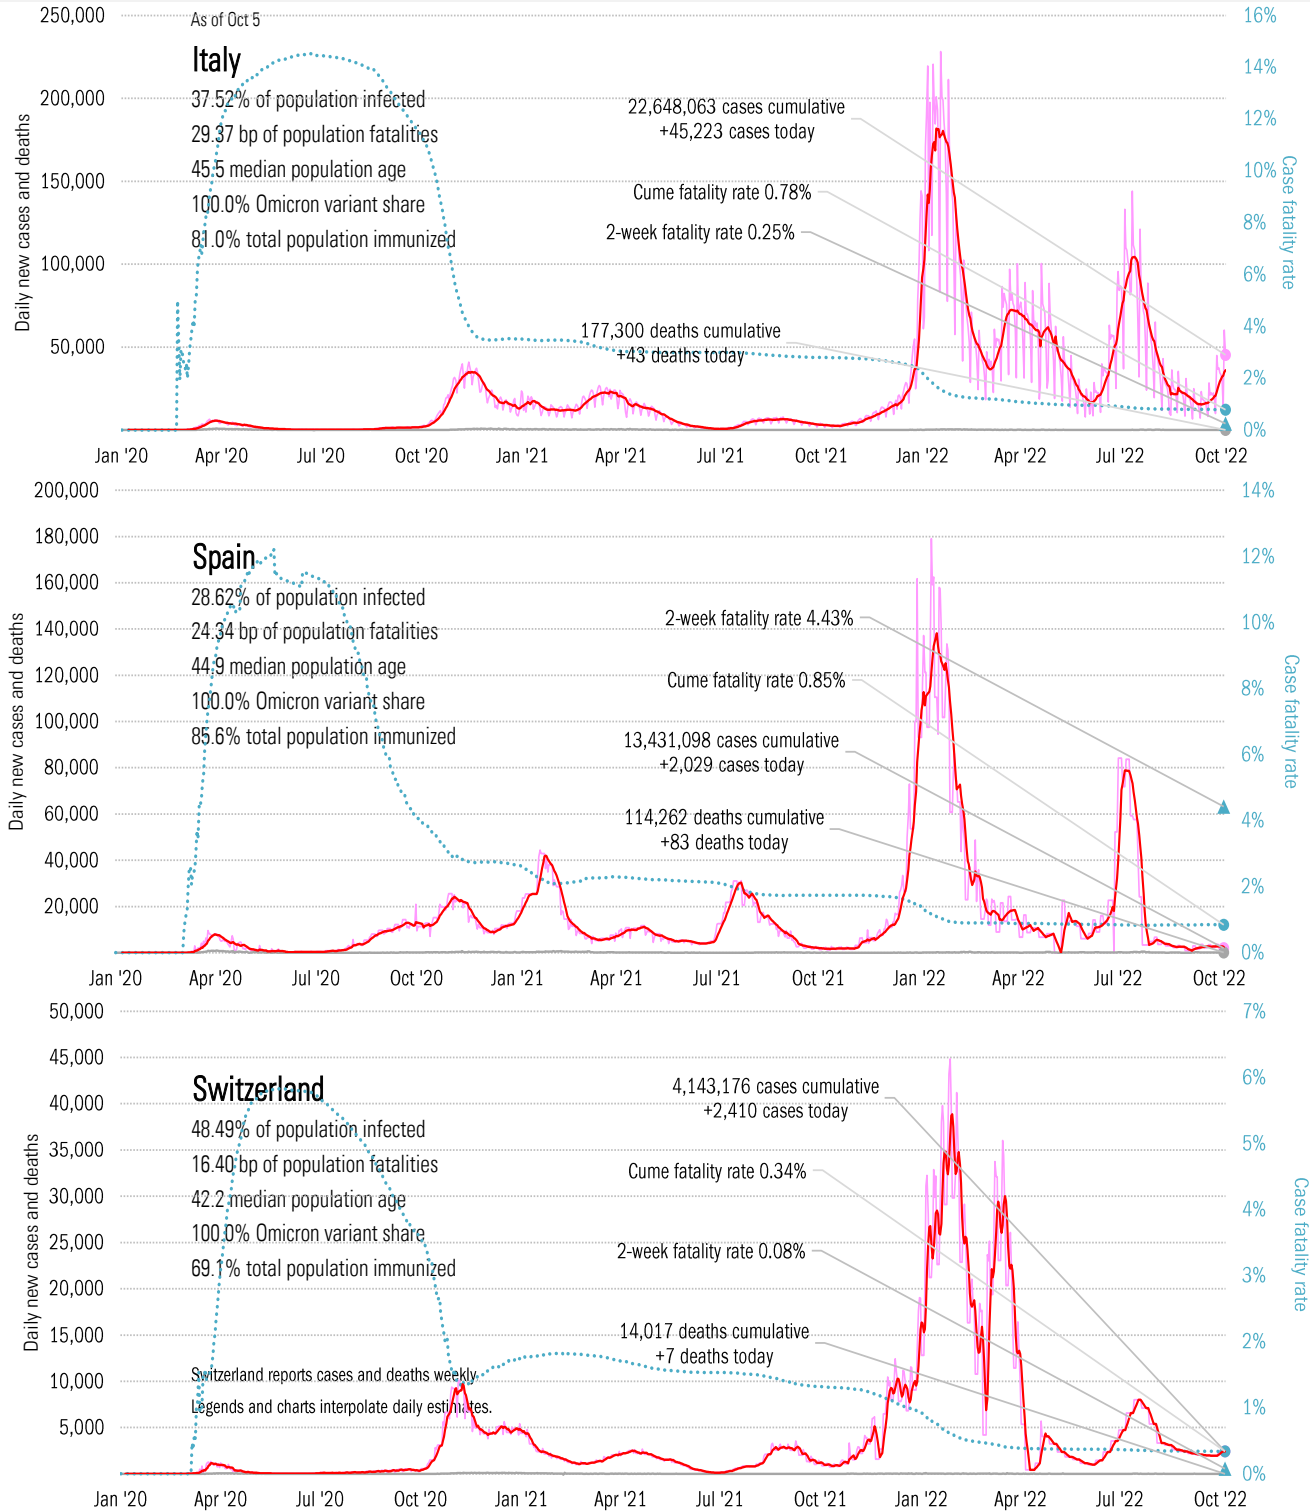 250,000
200,000
150,000
100,000
50,000
Daily new cases and deaths
As of Oct 5
Italy
37.52% of population infected
29.37 bp of population fatalities
45.5 median population age
100.0% Omicron variant share
81.0% total population immunized
22,648,063 cases cumulative
+45,223 cases today
Cume fatality rate 0.78%
2-week fatality rate 0.25%
177,300 deaths cumulative
+43 deaths today
16%
14%
12%
10%
8%
6%
4%
2%
0%
Case fatality rate
Jan '20 Apr '20 Jul '20 Oct '20 Jan '21 Apr '21 Jul '21 Oct '21 Jan '22 Apr '22 Jul '22 Oct '22
200,000
180,000
160,000
140,000
120,000
100,000
80,000
60,000
40,000
20,000
Daily new cases and deaths
Spain
28.62% of population infected
24.34 bp of population fatalities
44.9 median population age
100.0% Omicron variant share
85.6% total population immunized
2-week fatality rate 4.43%
Cume fatality rate 0.85%
13,431,098 cases cumulative
+2,029 cases today
114,262 deaths cumulative
+83 deaths today
14%
12%
10%
8%
6%
4%
2%
0%
Case fatality rate
Jan '20 Apr '20 Jul '20 Oct '20 Jan '21 Apr '21 Jul '21 Oct '21 Jan '22 Apr '22 Jul '22 Oct '22
50,000
45,000
40,000
35,000
30,000
25,000
20,000
15,000
10,000
5,000
Daily new cases and deaths
Switzerland
48.49% of population infected
16.40 bp of population fatalities
42.2 median population age
100.0% Omicron variant share
69.1% total population immunized
Switzerland reports cases and deaths weekly.
Legends and charts interpolate daily estimates.
4,143,176 cases cumulative
+2,410 cases today
Cume fatality rate 0.34%
2-week fatality rate 0.08%
14,017 deaths cumulative
+7 deaths today
7%
6%
5%
4%
3%
2%
1%
0%
Case fatality rate
Jan '20 Apr '20 Jul '20 Oct '20 Jan '21 Apr '21 Jul '21 Oct '21 Jan '22 Apr '22 Jul '22 Oct '22